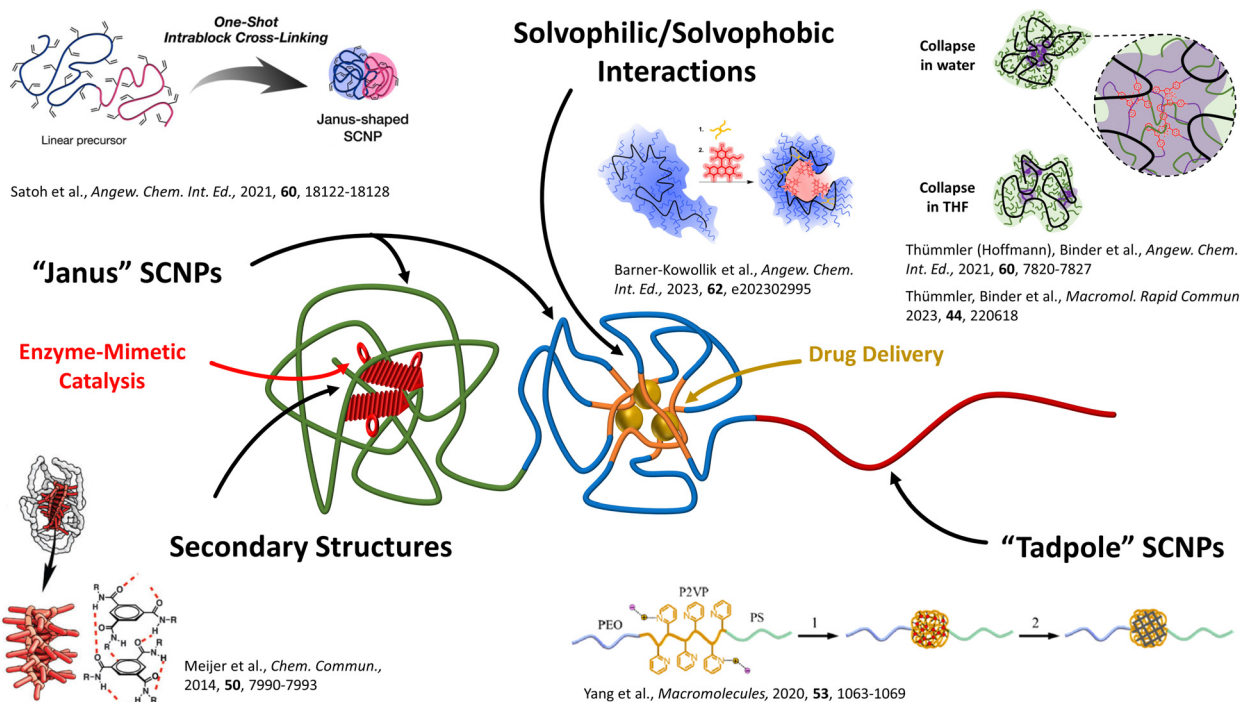 One-Shot
Intrablock Cross-Linking
Linear precursor
Janus-shaped
SCNP
Satoh et al., Angew. Chem. Int. Ed., 2021, 60, 18122-18128
Solvophilic/Solvophobic
Interactions
1.
2.
Barner-Kowollik et al., Angew. Chem.
Int. Ed., 2023, 62, e202302995
Collapse
in water
Collapse
in THF
Thümmler (Hoffmann), Binder et al., Angew. Chem.
Int. Ed., 2021, 60, 7820-7827
Thümmler, Binder et al., Macromol. Rapid Commun
2023, 44, 220618
“Janus” SCNPs
Enzyme-Mimetic
Catalysis
Drug Delivery
Secondary Structures
“Tadpole” SCNPs
R
N
H
O
O
N-R
H
O
N-H
R
R
N-H
O
O
H
N
R
O
N-H
R
Meijer et al., Chem. Commun.,
2014, 50, 7990-7993
PEO
P2VP
PS
N
N
N
N
N
N
1
2
Yang et al., Macromolecules, 2020, 53, 1063-1069